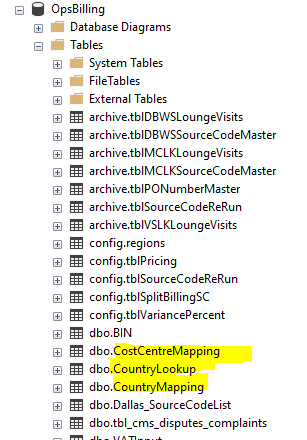 OpsBilling
Database Diagrams
Tables
System Tables
FileTables
External Tables
archive.tblDBWSLoungeVisits
archive.tblDBWSSourceCodeMaster
archive.tblMCLKLoungeVisits
archive.tblMCLKSourceCodeMaster
archive.tblPONumberMaster
archive.tblSourceCodeReRun
archive.tblVSLKLoungeVisits
config.regions
config.tblPricing
config.tblSourceCodeReRun
config.tblSplitBillingSC
config.tblVariancePercent
dbo.BIN
dbo.CostCentreMapping
dbo.CountryLookup
dbo.CountryMapping
dbo.Dallas_SourceCodeList
dbo.tbl_cms_disputes_complaints